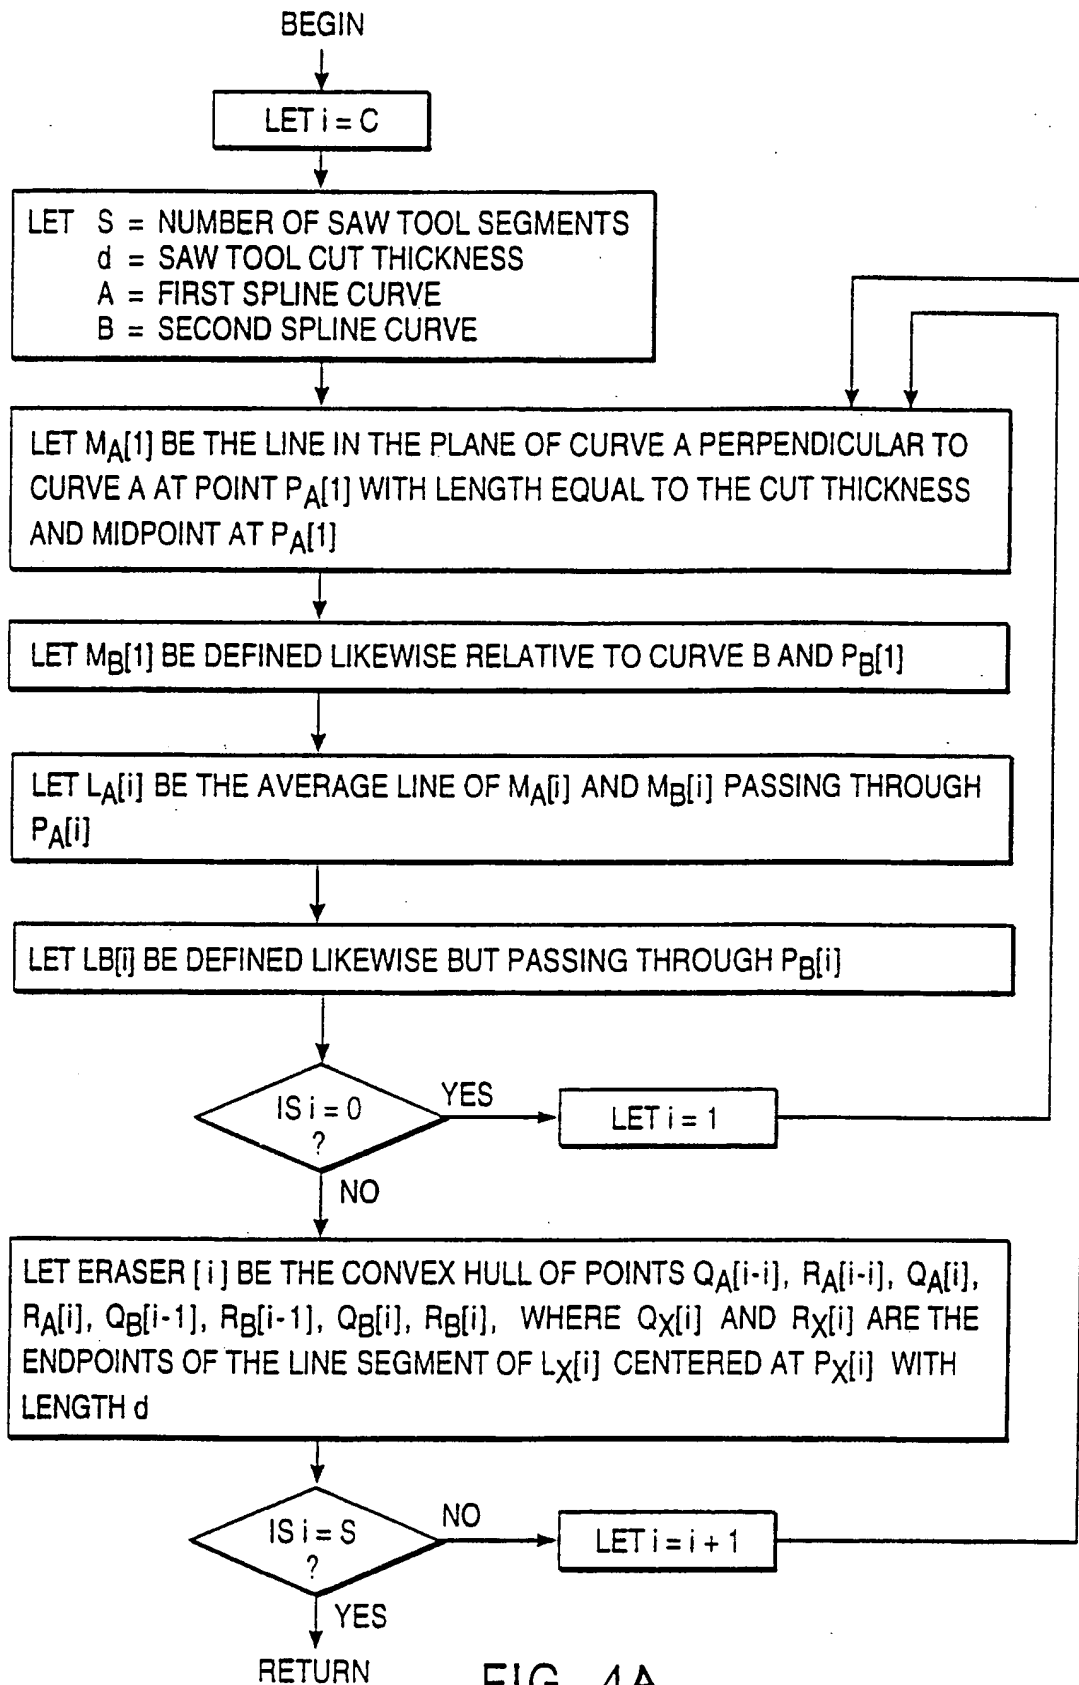 BEGIN
LET i = C
LET S = NUMBER OF SAW TOOL SEGMENTS
d = SAW TOOL CUT THICKNESS
A = FIRST SPLINE CURVE
B = SECOND SPLINE CURVE
LET MA[1] BE THE LINE IN THE PLANE OF CURVE A PERPENDICULAR TO
CURVE A AT POINT PA[1] WITH LENGTH EQUAL TO THE CUT THICKNESS
AND MIDPOINT AT PA[1]
LET MB[1] BE DEFINED LIKEWISE RELATIVE TO CURVE B AND PB[1]
LET LA[i] BE THE AVERAGE LINE OF MA[i] AND MB[i] PASSING THROUGH
PA[i]
LET LB[i] BE DEFINED LIKEWISE BUT PASSING THROUGH PB[i]
IS i = 0
?
YES
LET i = 1
NO
LET ERASER [i] BE THE CONVEX HULL OF POINTS QA[i-i], RA[i-i], QA[i],
RA[i], QB[i-1], RB[i-1], QB[i], RB[i], WHERE QX[i] AND RX[i] ARE THE
ENDPOINTS OF THE LINE SEGMENT OF LX[i] CENTERED AT PX[i] WITH
LENGTH d
IS i = S
?
NO
LET i = i + 1
YES
RETURN
FIG. 4A